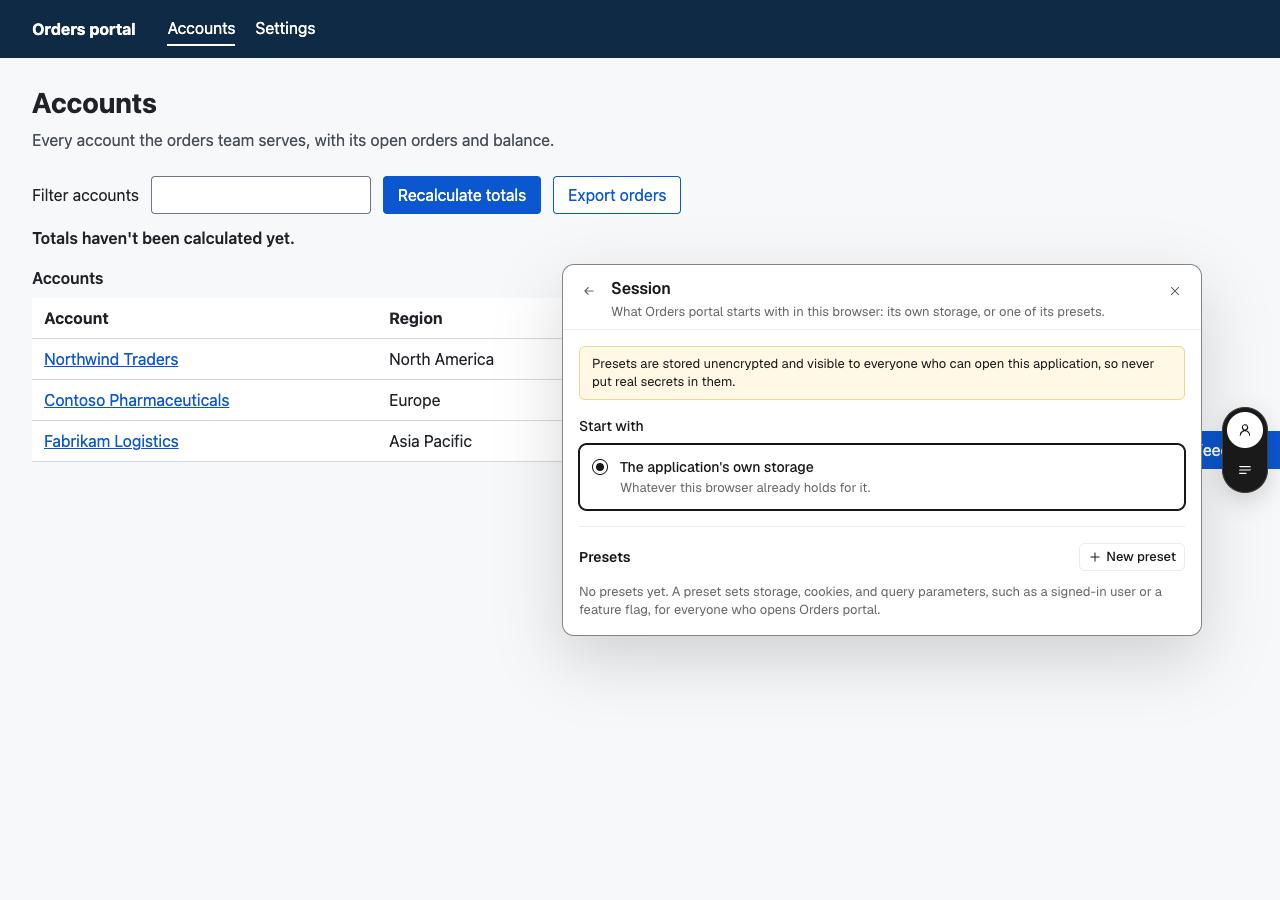 Orders portal Accounts Settings
Accounts
Every account the orders team serves, with its open orders and balance.
Filter accounts Recalculate totals Export orders
Totals haven't been calculated yet.
Accounts
Account Region
Northwind Traders North America
Contoso Pharmaceuticals Europe
Fabrikam Logistics Asia Pacific
Session
What Orders portal starts with in this browser: its own storage, or one of its presets.
Presets are stored unencrypted and visible to everyone who can open this application, so never
put real secrets in them.
Start with
The application's own storage
Whatever this browser already holds for it.
Presets New preset
No presets yet. A preset sets storage, cookies, and query parameters, such as a signed-in user or a
feature flag, for everyone who opens Orders portal.